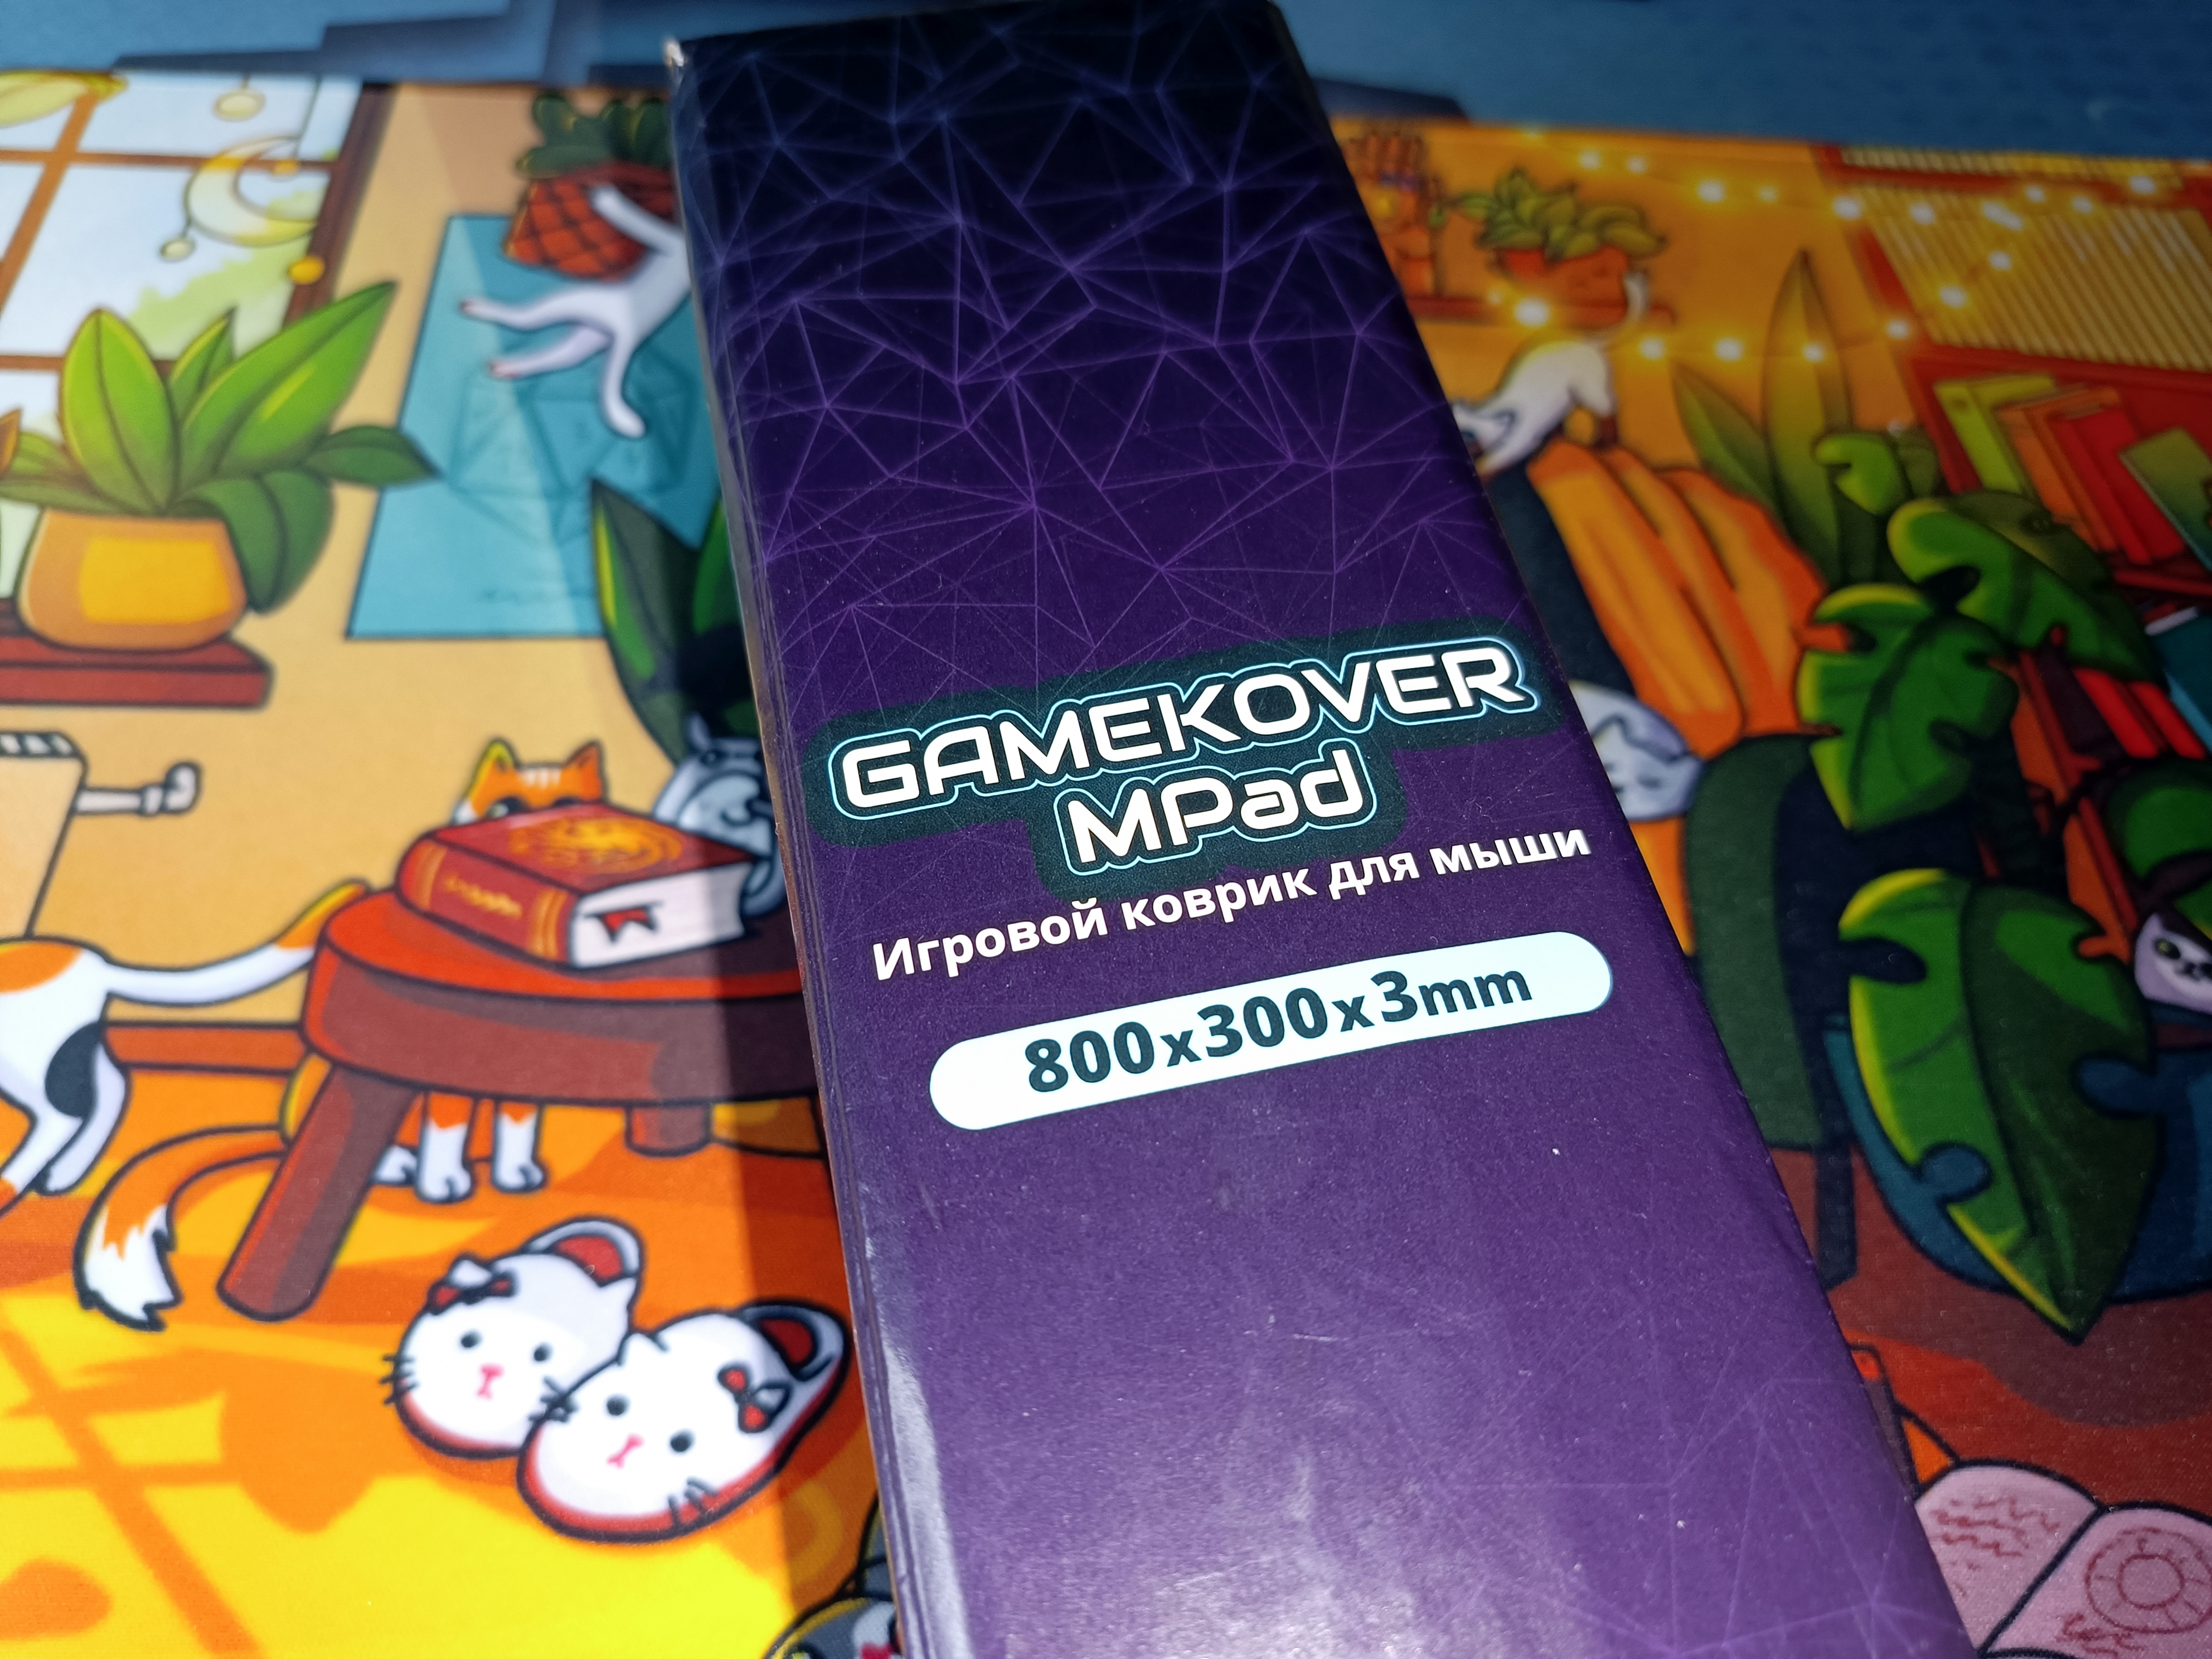 GAMEKOVER
MPad
Игровой коврик для мыши
800x300x3mm